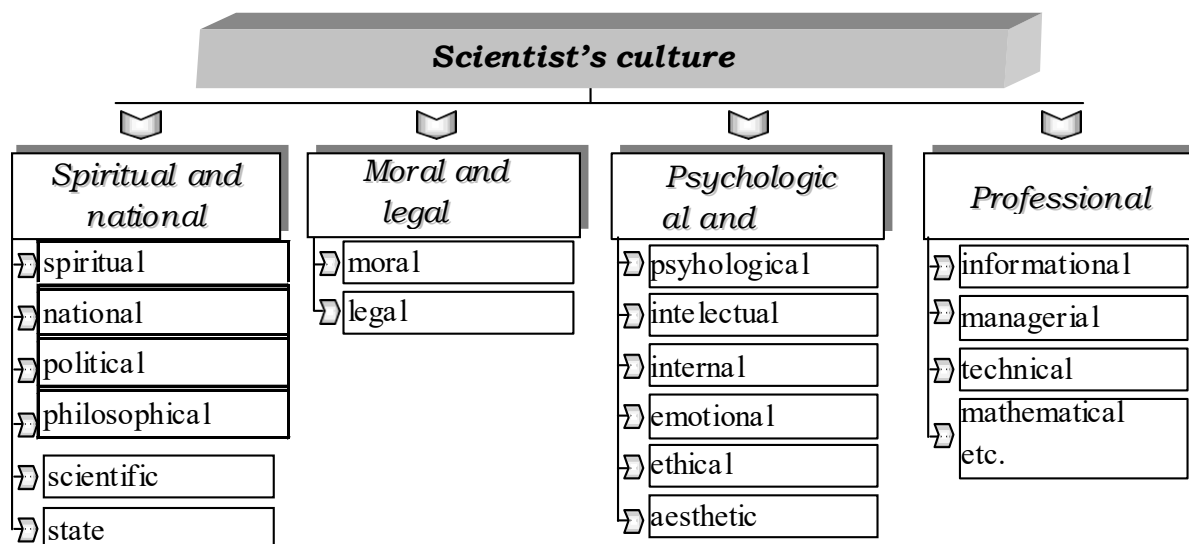 Scientist's culture
Spiritual and
national
spiritual
national
political
philosophical
scientific
state
Moral and
legal
moral
legal
Psychologic
al and
psyhological
intelectual
internal
emotional
ethical
aesthetic
Professional
informational
managerial
technical
mathematical
etc.